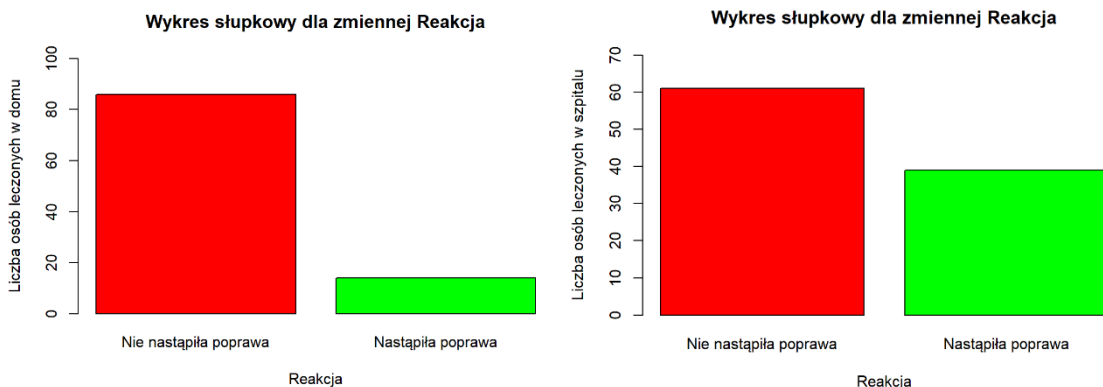 Wykres słupkowy dla zmiennej Reakcja
Liczba osób leczonych w domu
100
80
60
40
20
0
Nie nastąpiła poprawa
Nastąpiła poprawa
Reakcja
Wykres słupkowy dla zmiennej Reakcja
Liczba osób leczonych w szpitalu
70
60
50
40
30
20
10
0
Nie nastąpiła poprawa
Nastąpiła poprawa
Reakcja